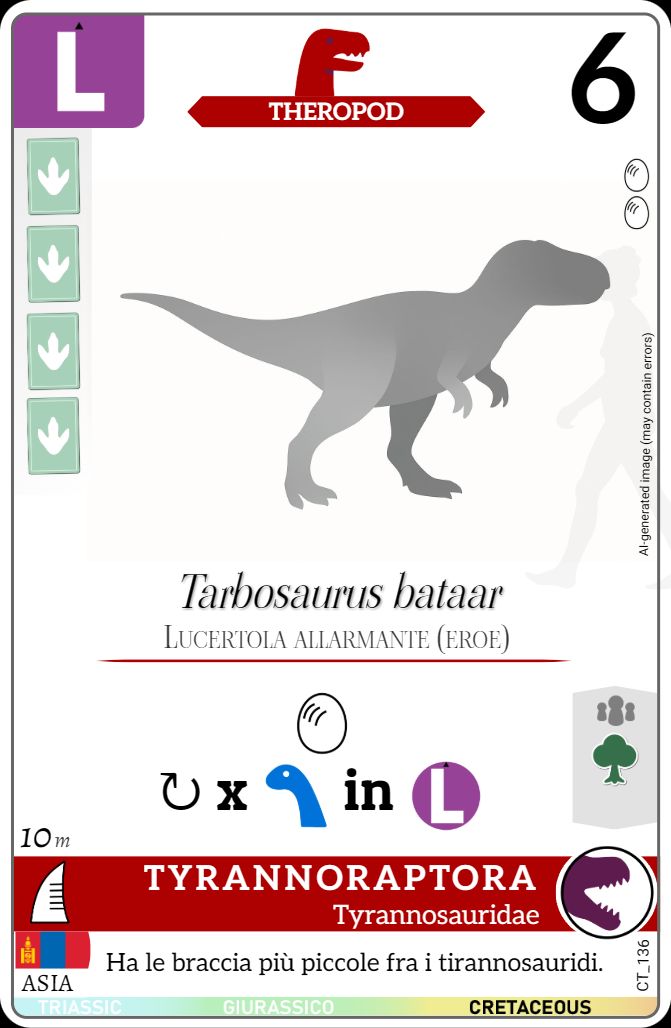 L
THEROPOD
6
AI-generated image (may contain errors)
Tarbosaurus bataar
Lucertola allarmante (eroe)
x in L
10 m
TYRANNORAPTORA
Tyrannosauridae
ASIA
Ha le braccia più piccole fra i tirannosauridi.
CT_136
TRIASSIC
GIURASSICO
CRETACEOUS